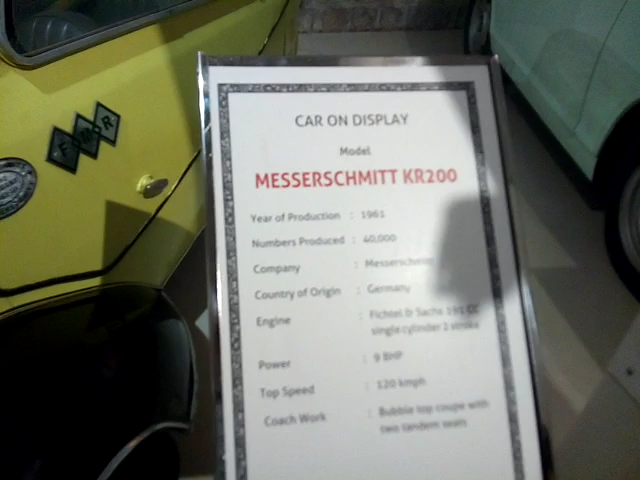 CAR ON DISPLAY
Model
MESSERSCHMITT KR200
Year of Production : 1961
Numbers Produced : 40,000
Company : Messerschmitt
Country of Origin : Germany
Engine : Fichtel & Sachs 191 CC
single cylinder 2 stroke
Power : 9 BHP
Top Speed : 120 kmph
Coach Work : Bubble top coupe with
two tandem seats